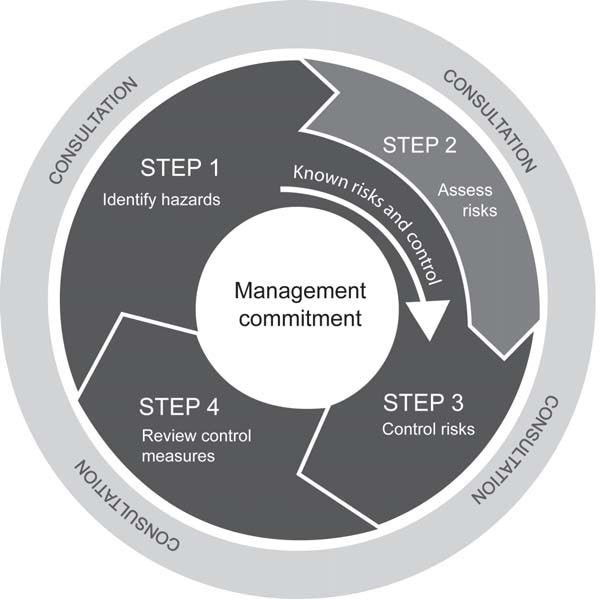 CONSULTATION
CONSULTATION
STEP 1
Identify hazards
STEP 2
Assess
risks
Known risks and control
Management
commitment
STEP 3
Control risks
STEP 4
Review control
measures
CONSULTATION
CONSULTATION